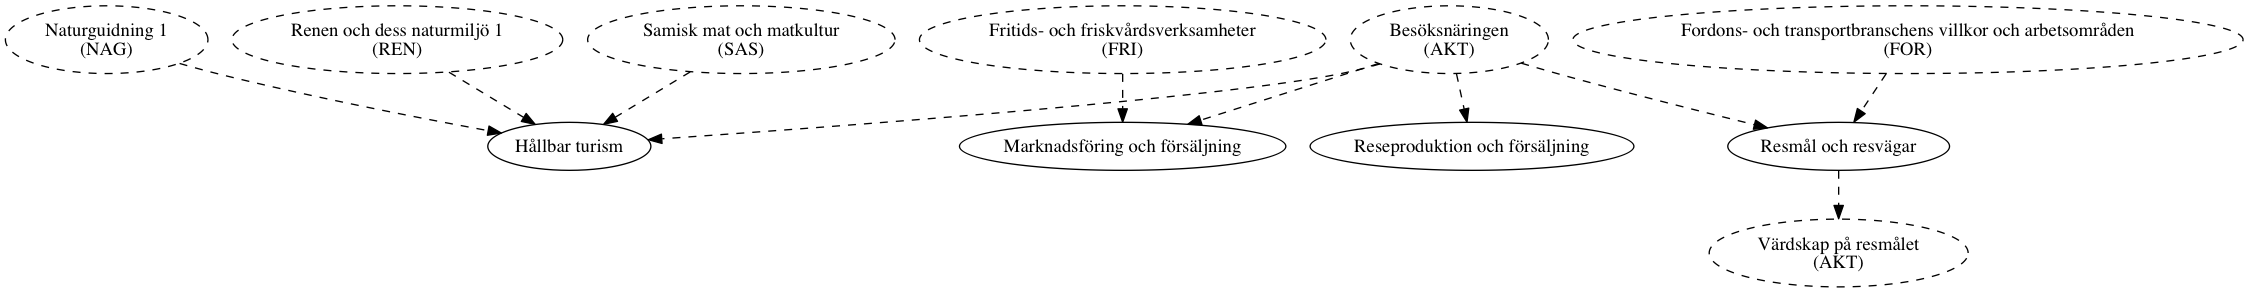 Naturguidning 1
(NAG)
Renen och dess naturmiljö 1
(REN)
Samisk mat och matkultur
(SAS)
Fritids- och friskvårdsverksamheter
(FRI)
Besöksnäringen
(AKT)
Fordons- och transportbranschens villkor och arbetsområden
(FOR)
Hållbar turism
Marknadsföring och försäljning
Reseproduktion och försäljning
Resmål och resvägar
Värdskap på resmålet
(AKT)